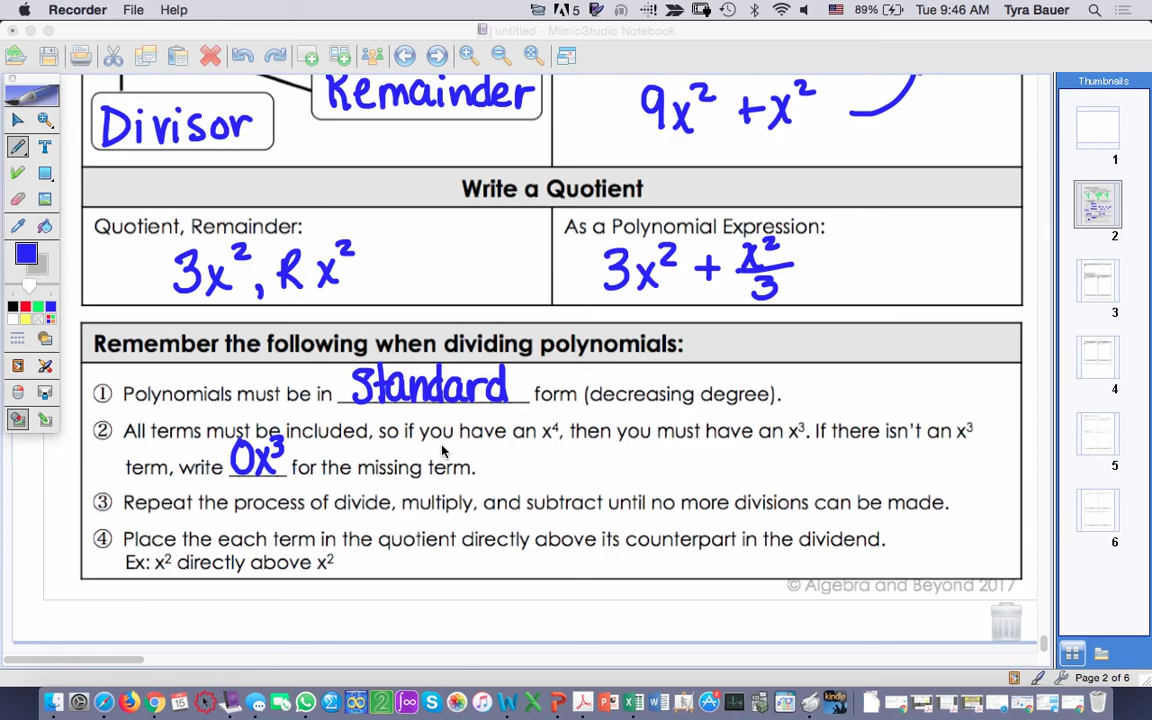 Recorder File Help
5
89% Tue 9:46 AM Tyra Bauer
untitled - MimioStudio Notebook
Thumbnails
Remainder
Divisor
9x² + x²
Write a Quotient
Quotient, Remainder:
3x², R x²
As a Polynomial Expression:
3x² + x²/3
Remember the following when dividing polynomials:
① Polynomials must be in standard form (decreasing degree).
② All terms must be included, so if you have an x⁴, then you must have an x³. If there isn't an x³
term, write 0x³ for the missing term.
③ Repeat the process of divide, multiply, and subtract until no more divisions can be made.
④ Place the each term in the quotient directly above its counterpart in the dividend.
Ex: x² directly above x²
© Algebra and Beyond 2017
1
2
3
4
5
6
Page 2 of 6